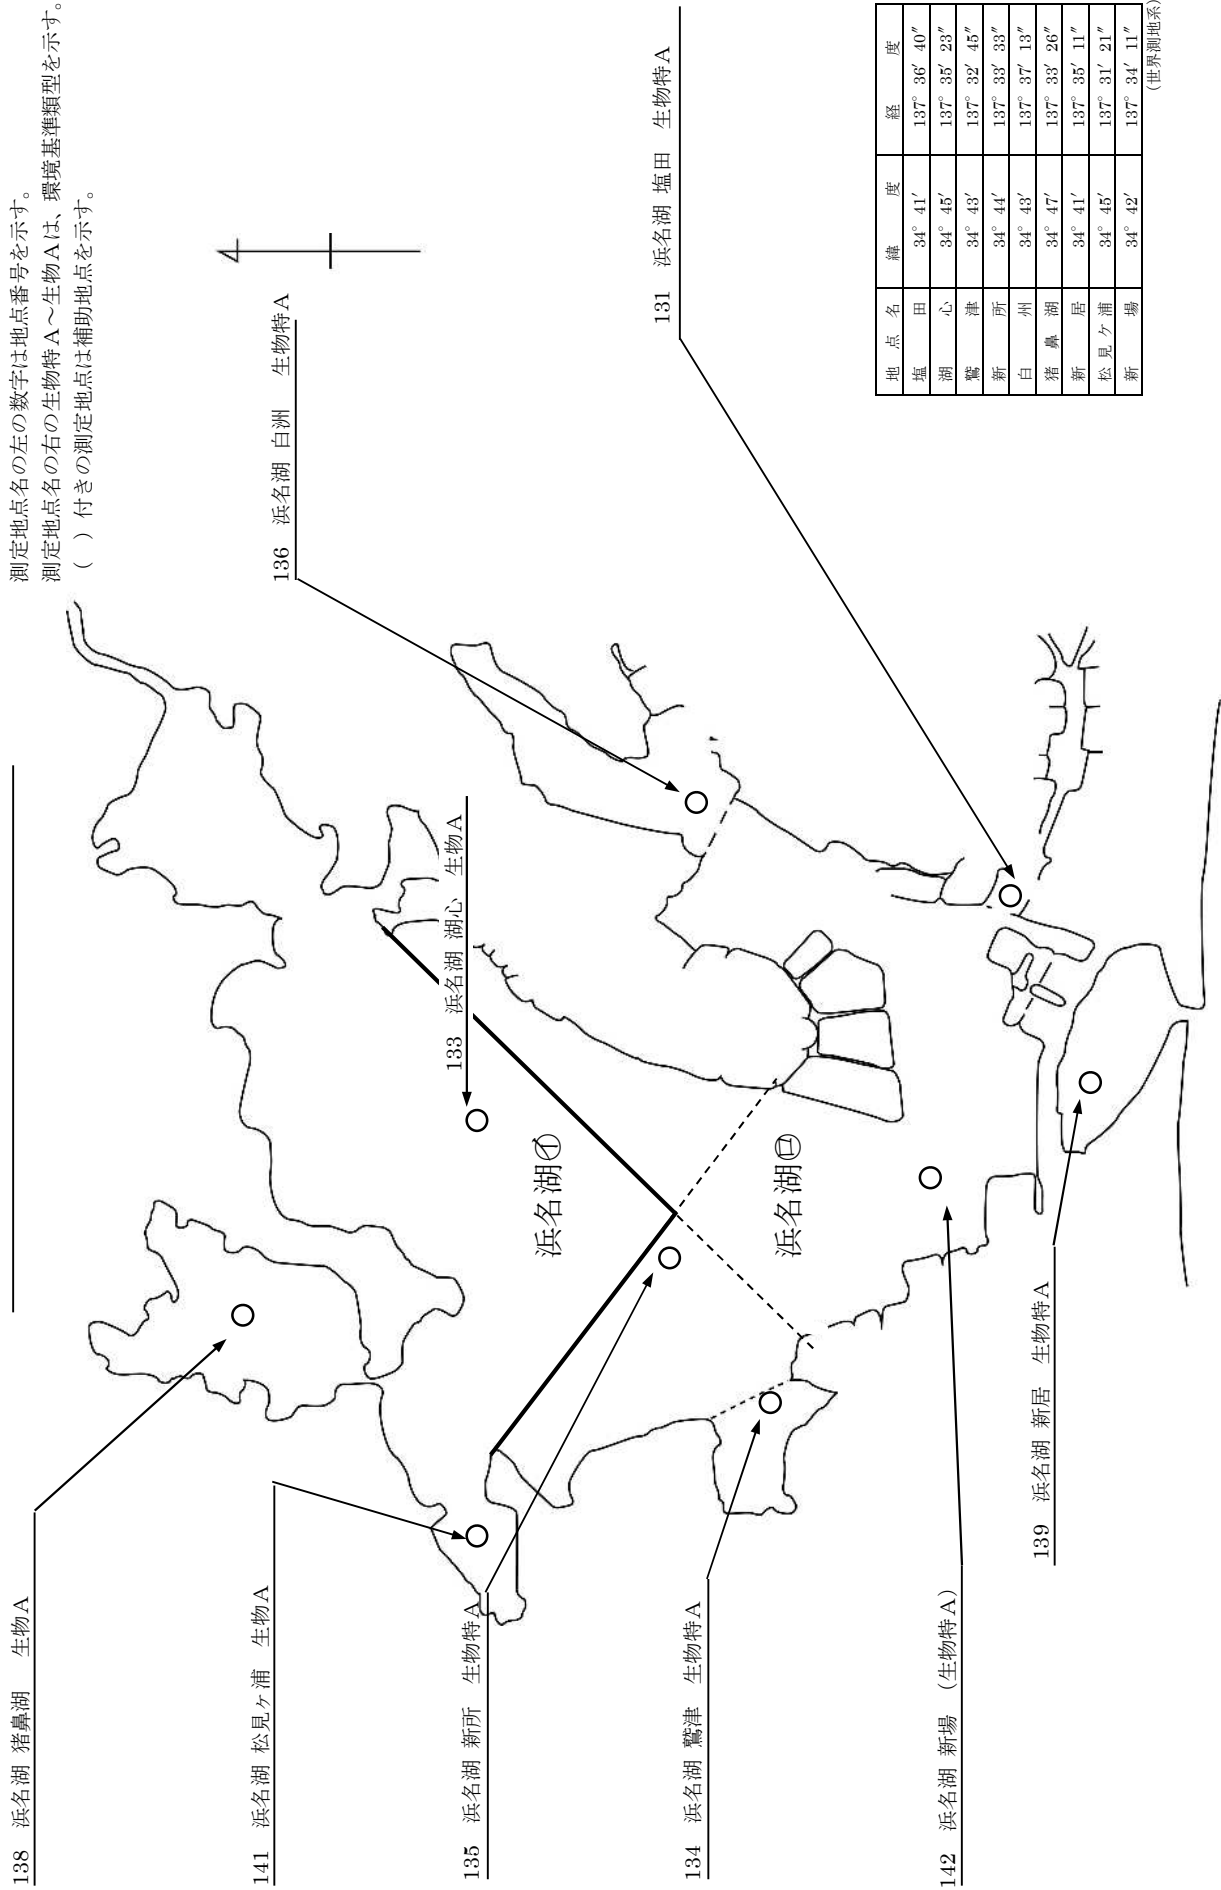 測定地点名の左の数字は地点番号を示す。
測定地点名の右の生物特A～生物Aは、環境基準類型を示す。
（ ）付きの測定地点は補助地点を示す。
138 浜名湖 猪鼻湖 生物A
141 浜名湖 松見ヶ浦 生物A
136 浜名湖 白洲 生物特A
133 浜名湖 湖心 生物A
135 浜名湖 新所 生物特A
浜名湖㋑
131 浜名湖 塩田 生物特A
134 浜名湖 鷲津 生物特A
浜名湖㋺
142 浜名湖 新場 （生物特A）
139 浜名湖 新居 生物特A
地点名 緯度 経度
塩田 34° 41′ 137° 36′ 40″
湖心 34° 45′ 137° 35′ 23″
鷲津 34° 43′ 137° 32′ 45″
新所 34° 44′ 137° 33′ 33″
白州 34° 43′ 137° 37′ 13″
猪鼻湖 34° 47′ 137° 33′ 26″
新居 34° 41′ 137° 35′ 11″
松見ケ浦 34° 45′ 137° 31′ 21″
新場 34° 42′ 137° 34′ 11″
(世界測地系)